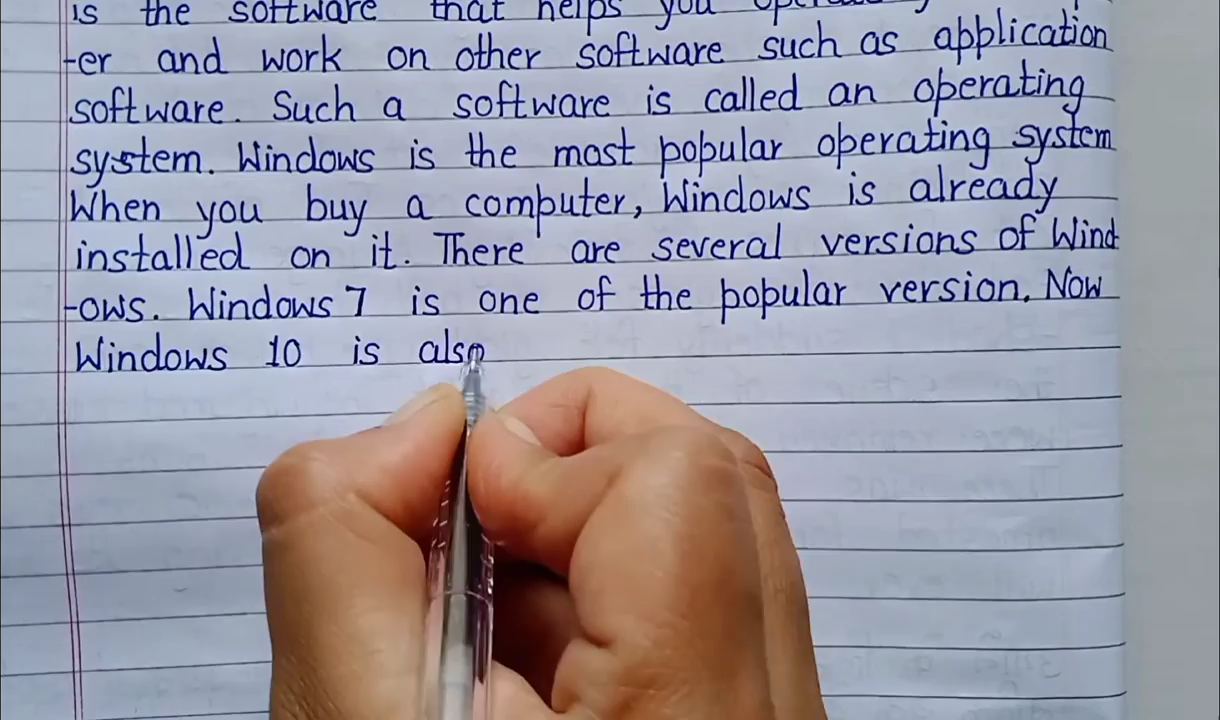 is the software that helps you
-er and work on other software such as application
software. Such a software is called an operating
system. Windows is the most popular operating system
When you buy a computer, Windows is already
installed on it. There are several versions of Wind
-ows. Windows 7 is one of the popular version. Now
Windows 10 is also